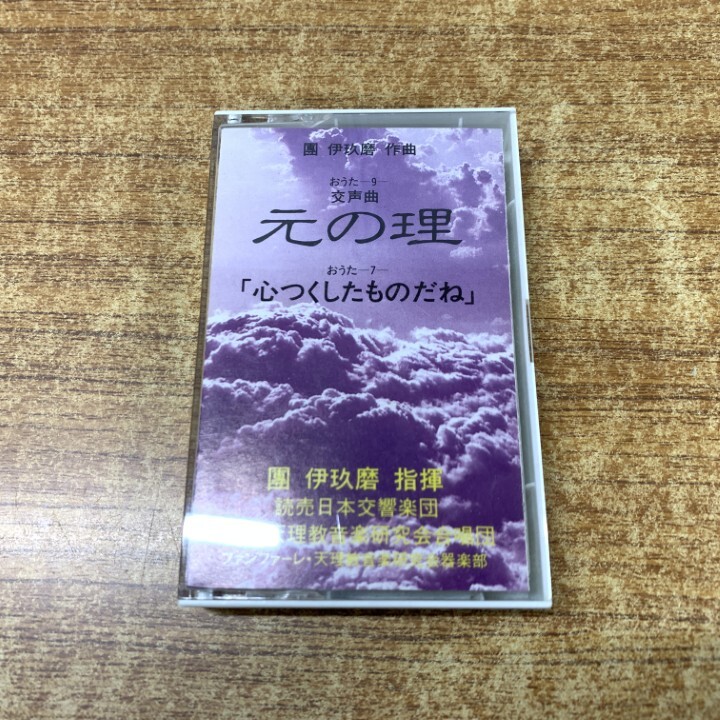 團 伊玖磨 作曲
おうた—9—
交声曲
元の理
おうた—7—
「心つくしたものだね」
團 伊玖磨 指揮
読売日本交響楽団
天理教音楽研究会合唱団
ファンファーレ・天理教音楽研究会器楽部